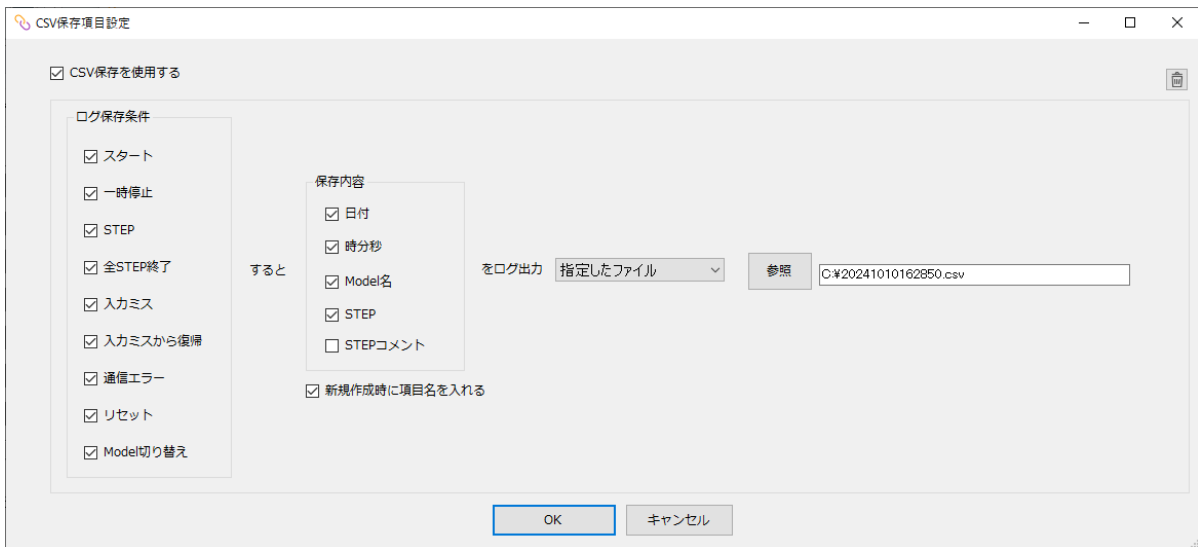 CSV保存項目設定
CSV保存を使用する
ログ保存条件
スタート
一時停止
STEP
全STEP終了
入力ミス
入力ミスから復帰
通信エラー
リセット
Model切り替え
すると
保存内容
日付
時分秒
Model名
STEP
STEPコメント
新規作成時に項目名を入れる
をログ出力
指定したファイル
参照
C:¥20241010162850.csv
OK
キャンセル